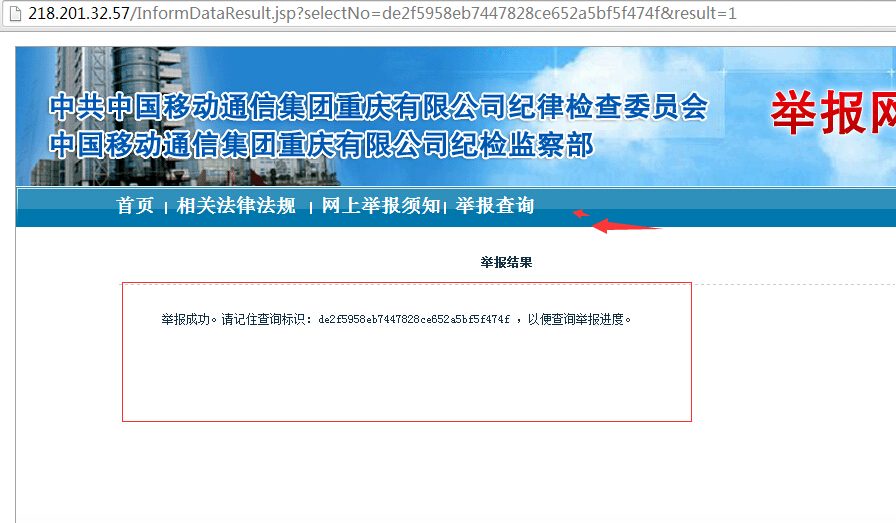 218.201.32.57/InformDataResult.jsp?selectNo=de2f5958eb7447828ce652a5bf5f474f&result=1
中共中国移动通信集团重庆有限公司纪律检查委员会
中国移动通信集团重庆有限公司纪检监察部
举报网
首页 | 相关法律法规 | 网上举报须知| 举报查询
举报结果
举报成功。请记住查询标识：de2f5958eb7447828ce652a5bf5f474f ，以便查询举报进度。